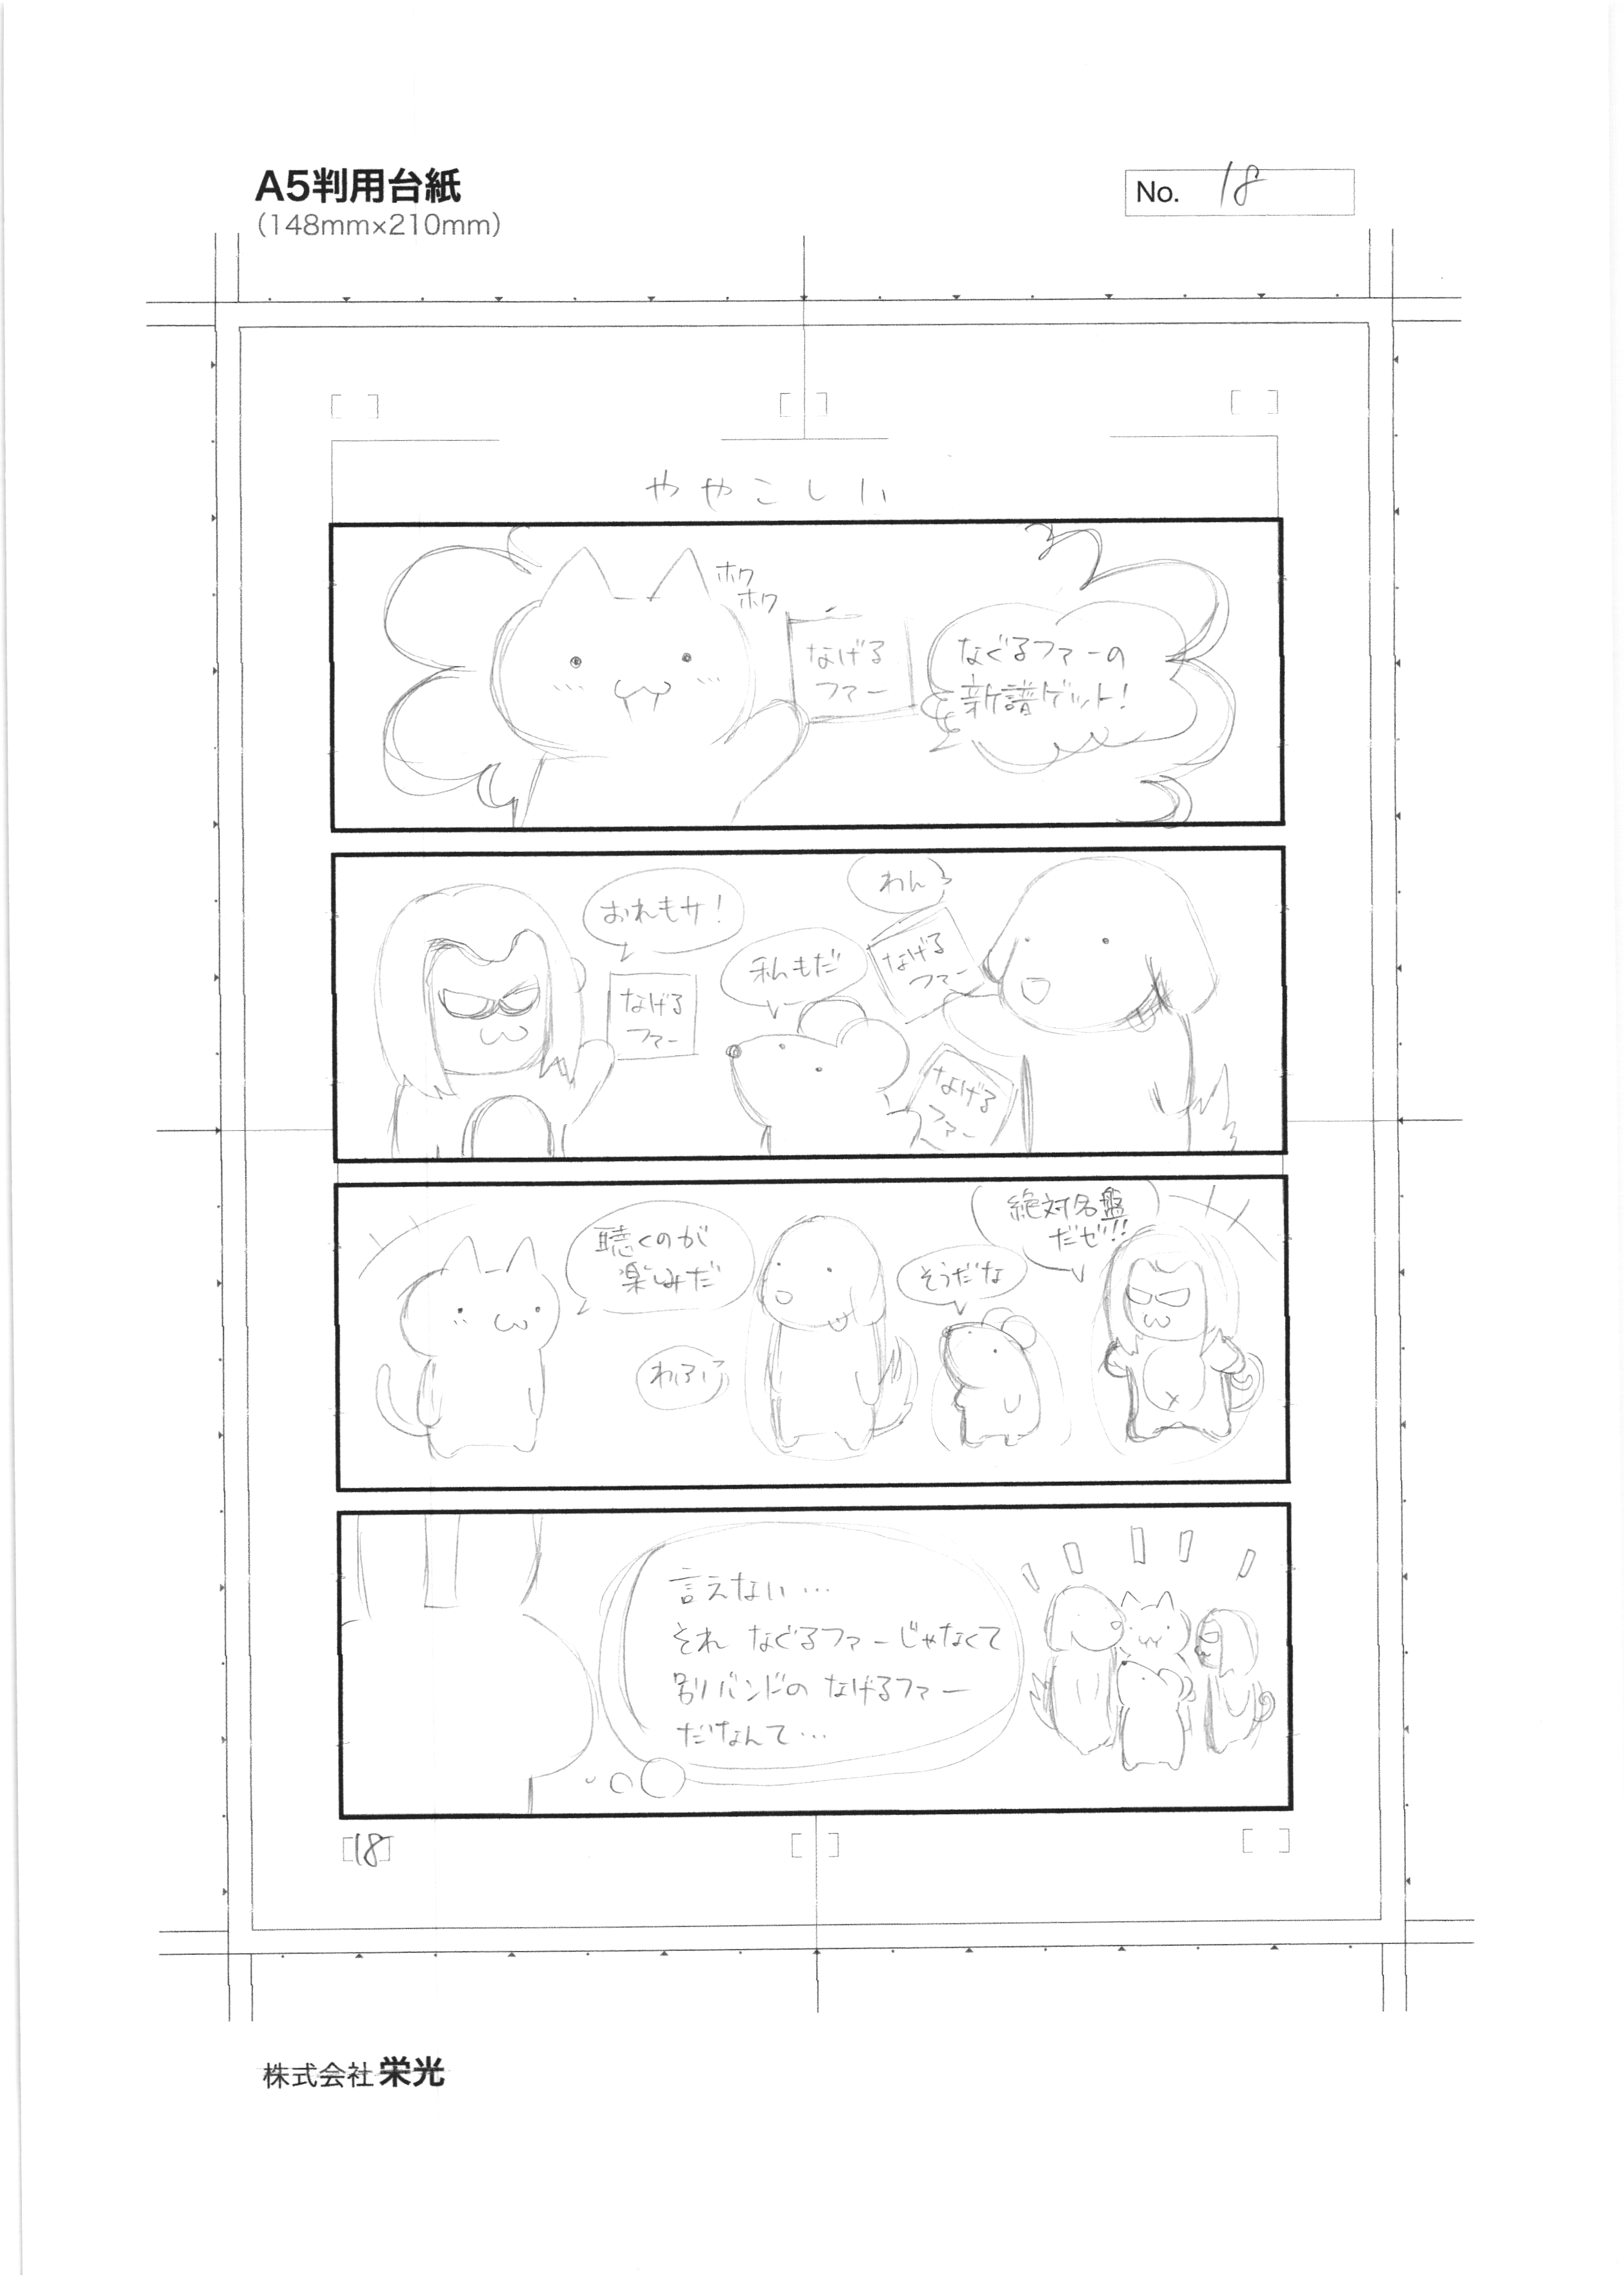 A5判用台紙
(148mm×210mm)
No. 18
ややこしい
ホワ
ホワ
なげる
ファー
なぐるファーの
新譜ゲット!
おれもサ!
なげる
ファー
私もだ
わん
なげる
ファー
なげる
ファー
聴くのが
楽しみだ
わふ
そうだな
絶対名盤
だぜ!!
言えない…
それ なぐるファーじゃなくて
別バンドの なげるファー
だなんて…
[18]
株式会社 栄光